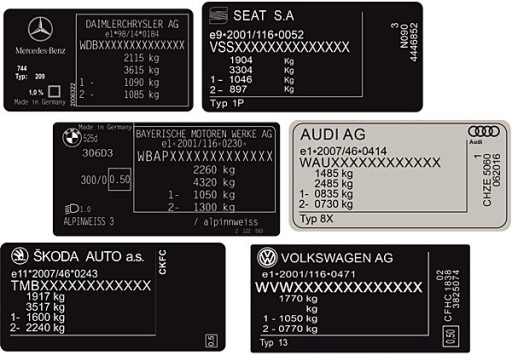 Mercedes-Benz
744
Typ: 209
1,0 %
Made in Germany
2206322
DAIMLERCHRYSLER AG
e1*98/14*0184
WDBXXXXXXXXXXXXXX
2115 kg
3615 kg
1 - 1090 kg
2 - 1085 kg
SEAT S.A
e9*2001/116*0052
VSSXXXXXXXXXXXXXX
1904 Kg
3304 Kg
1 - 1046 Kg
2 - 897 Kg
Typ 1P
3
N090
4446852
Made in Germany
525d
306D3
300/0 0.50
1.0
ALPINWEISS 3
BAYERISCHE MOTOREN WERKE AG
e1*2001/116*0230*
WBAPXXXXXXXXXXXXX
2260 kg
4320 kg
1- 1050 kg
2- 1300 kg
/ alpinweiss
2 122 583
AUDI AG
Audi
e1*2007/46*0414
WAUXXXXXXXXXXXX
1485 kg
2485 kg
1- 0835 kg
2- 0730 kg
Typ 8X
1
CHZE 5060
062016
ŠKODA AUTO a.s.
e11*2007/46*0243
TMBXXXXXXXXXXXX
1917 kg
3517 kg
1- 1600 kg
2- 2240 kg
CKFC
0.5
VOLKSWAGEN AG
e1*2001/116*0471
WVWXXXXXXXXXXXXXX
1770 kg
kg
1 - 1050 kg
2 -0770 kg
Typ 13
02
0,50 CFHC 1838
3825074